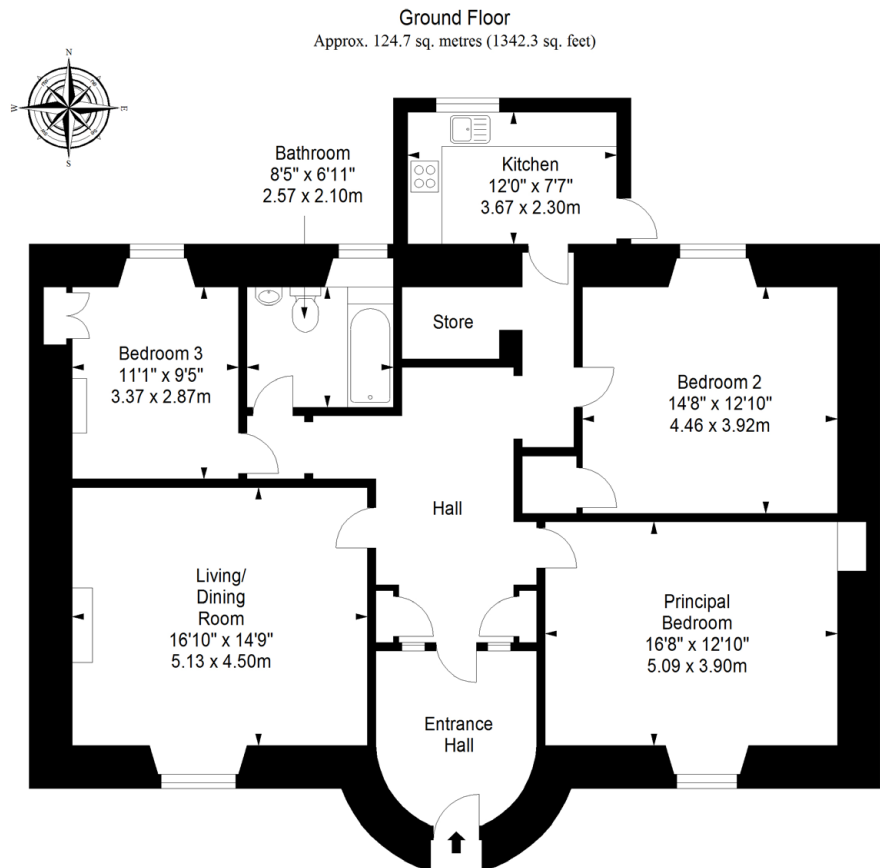 Ground Floor
Approx. 124.7 sq. metres (1342.3 sq. feet)
N
W
E
S
Bathroom
8'5" x 6'11"
2.57 x 2.10m
Kitchen
12'0" x 7'7"
3.67 x 2.30m
Store
Bedroom 3
11'1" x 9'5"
3.37 x 2.87m
Bedroom 2
14'8" x 12'10"
4.46 x 3.92m
Hall
Living/
Dining
Room
16'10" x 14'9"
5.13 x 4.50m
Principal
Bedroom
16'8" x 12'10"
5.09 x 3.90m
Entrance
Hall